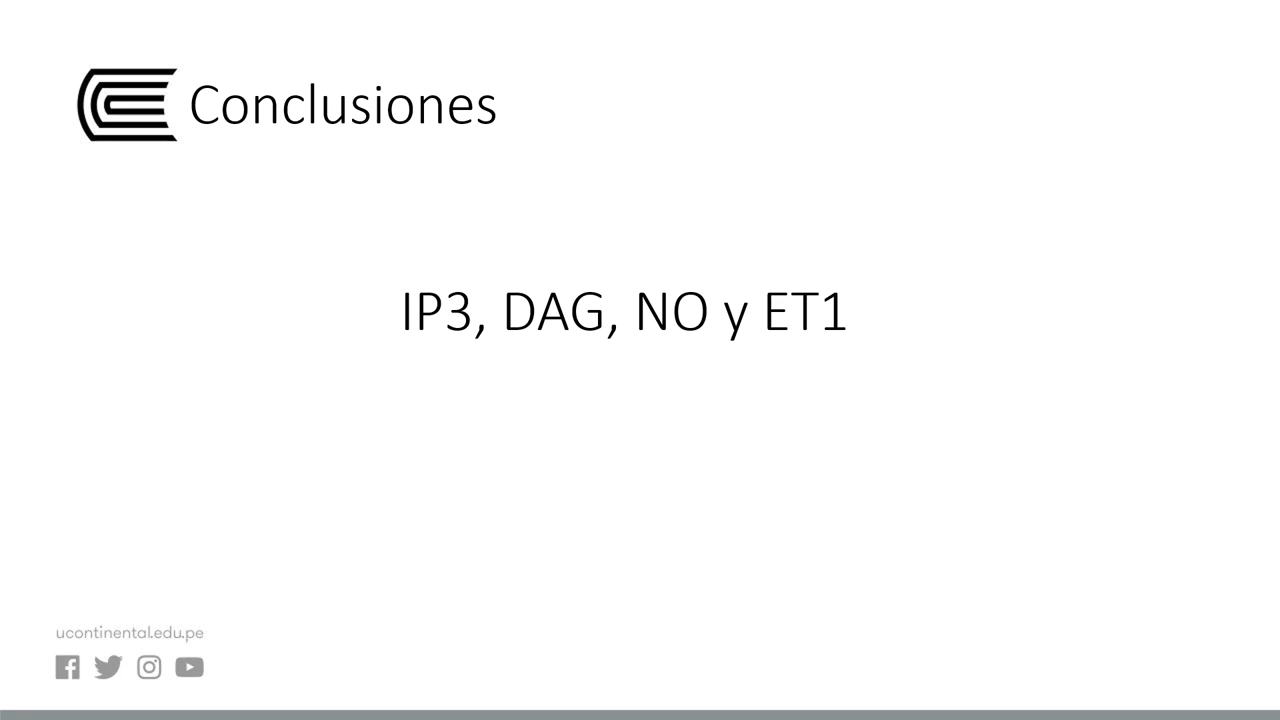 Conclusiones
IP3, DAG, NO y ET1
ucontinental.edu.pe